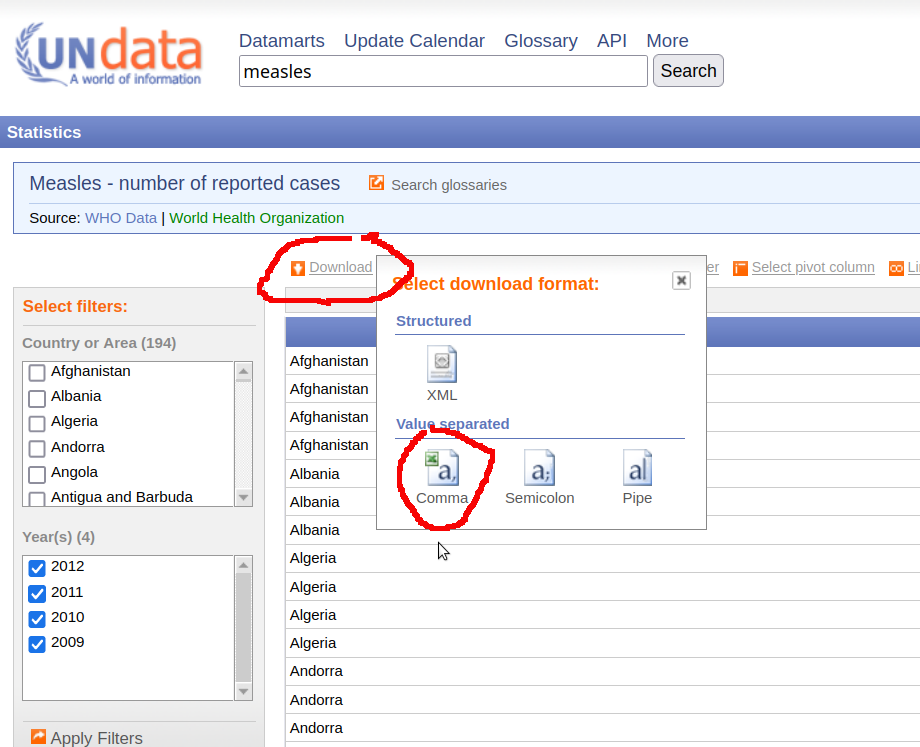 UNdata
A world of information
Datamarts Update Calendar Glossary API More
measles
Search
Statistics
Measles - number of reported cases Search glossaries
Source: WHO Data | World Health Organization
Download
er Select pivot column
Select filters:
Country or Area (194)
Afghanistan
Albania
Algeria
Andorra
Angola
Antigua and Barbuda
Year(s) (4)
2012
2011
2010
2009
Apply Filters
Select download format:
Structured
XML
Value separated
a, a; a|
Comma Semicolon Pipe
Afghanistan
Afghanistan
Afghanistan
Afghanistan
Albania
Albania
Albania
Algeria
Algeria
Algeria
Algeria
Andorra
Andorra
Andorra